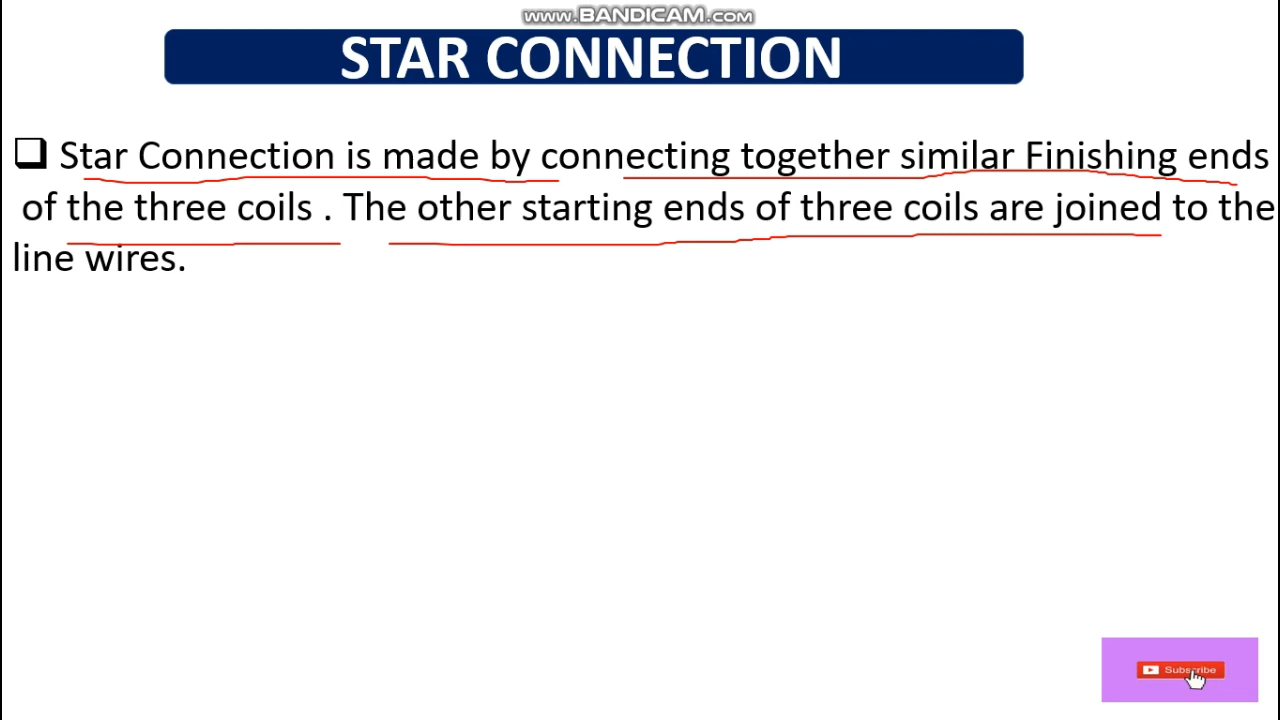 www.BANDICAM.com
STAR CONNECTION
Star Connection is made by connecting together similar Finishing ends
of the three coils . The other starting ends of three coils are joined to the
line wires.
Subscribe